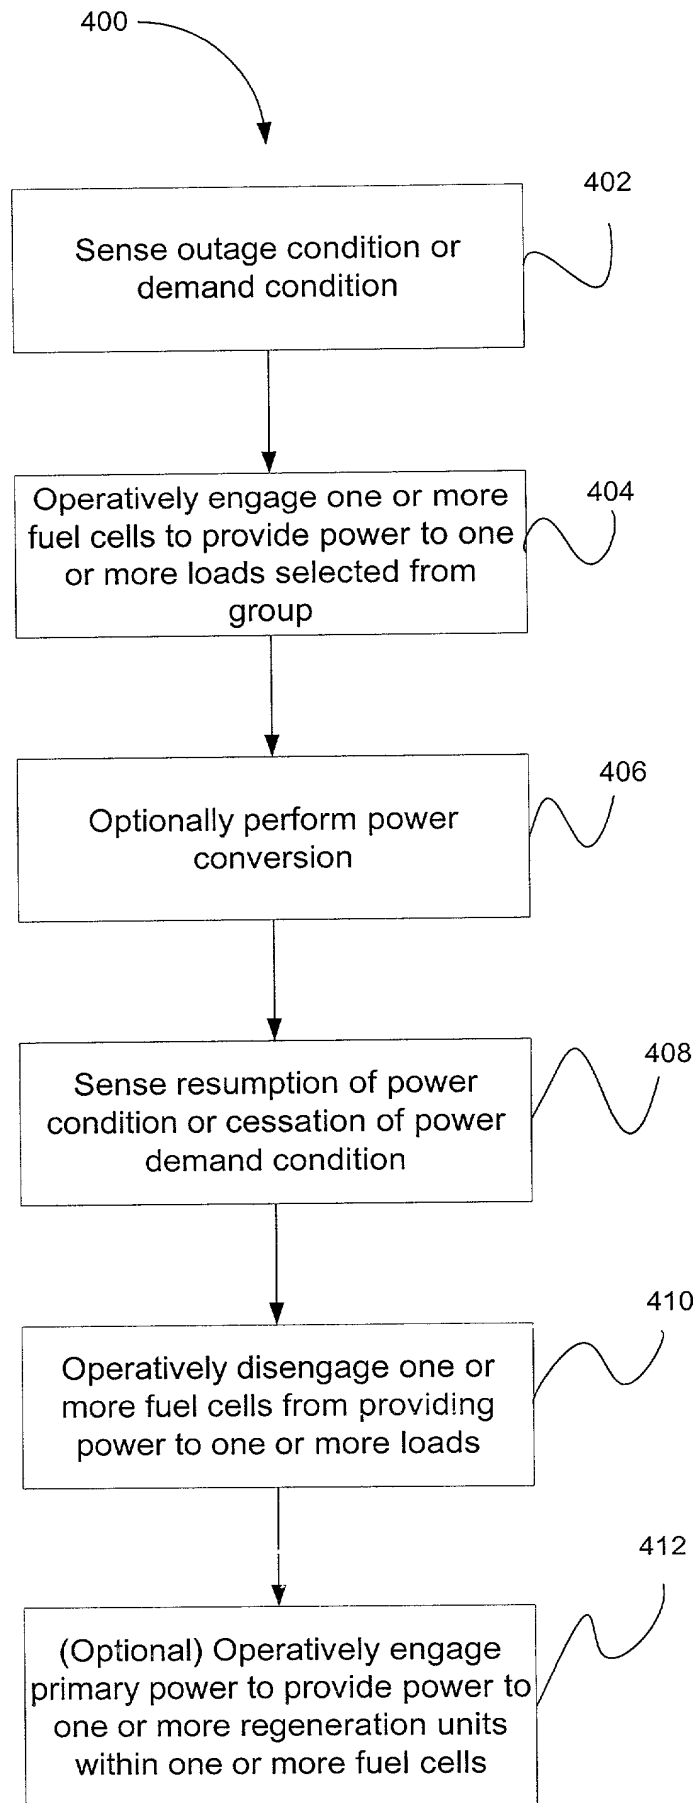 400
402
Sense outage condition or
demand condition
404
Operatively engage one or more
fuel cells to provide power to one
or more loads selected from
group
406
Optionally perform power
conversion
408
Sense resumption of power
condition or cessation of power
demand condition
410
Operatively disengage one or
more fuel cells from providing
power to one or more loads
412
(Optional) Operatively engage
primary power to provide power to
one or more regeneration units
within one or more fuel cells